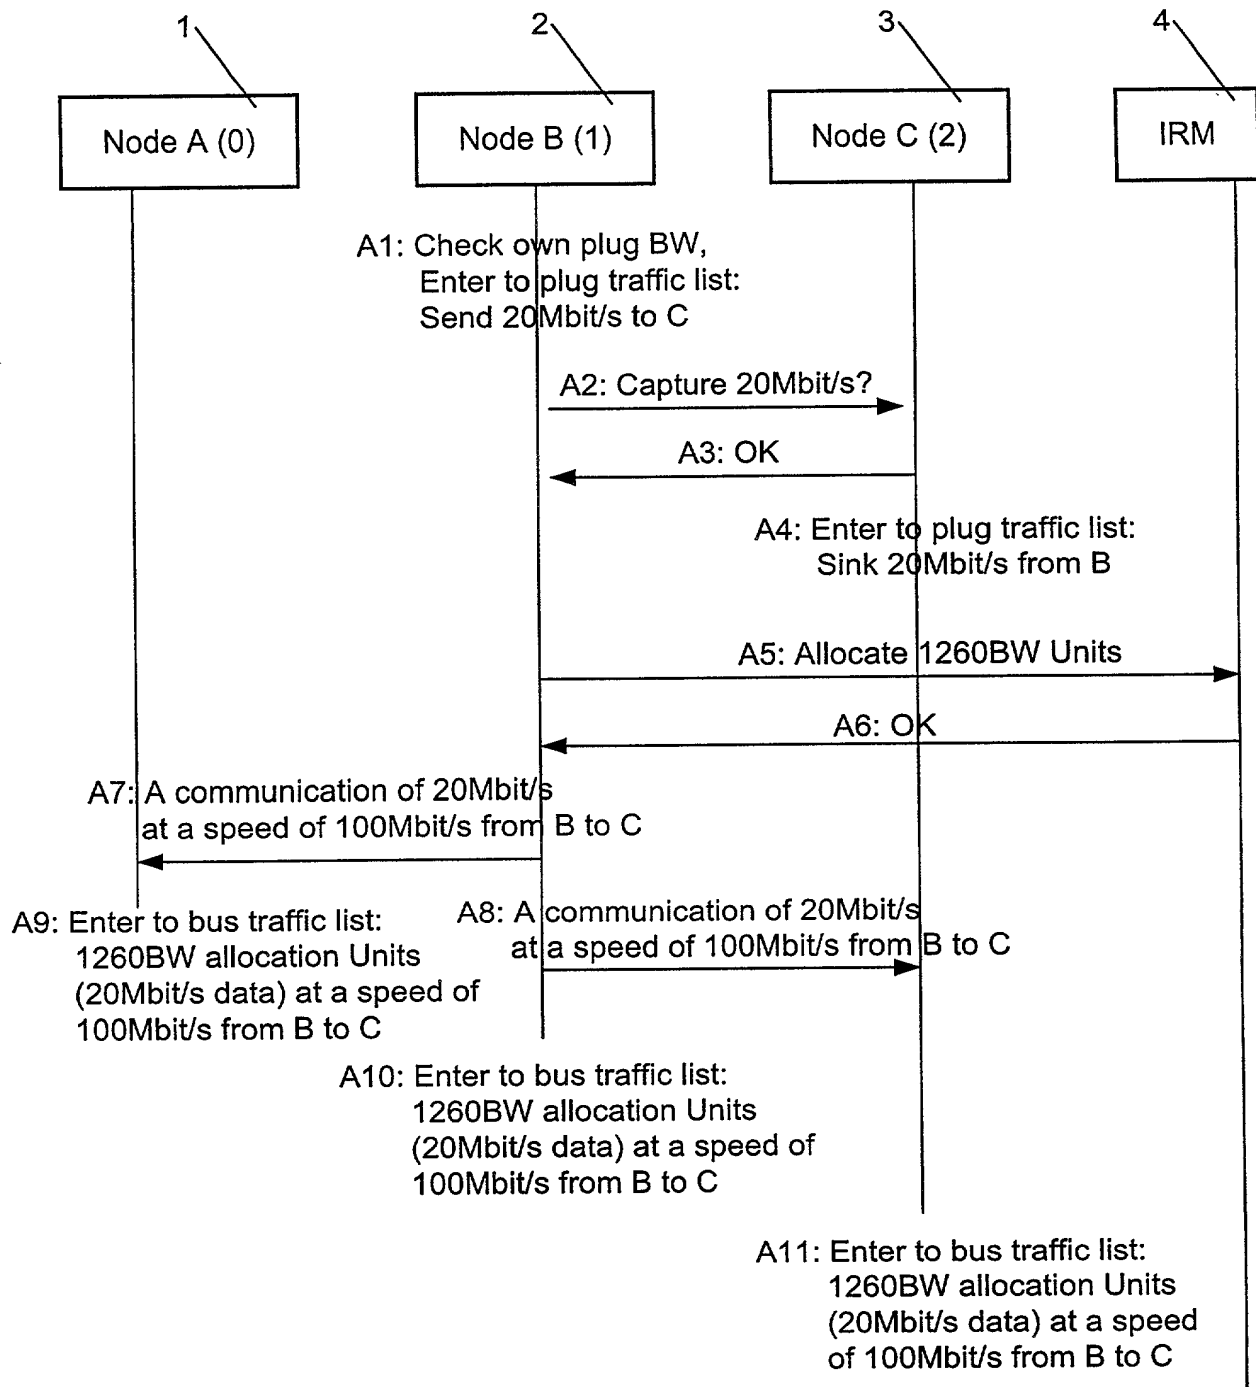 1
2
3
4
Node A (0)
Node B (1)
Node C (2)
IRM
A1: Check own plug BW,
Enter to plug traffic list:
Send 20Mbit/s to C
A2: Capture 20Mbit/s?
A3: OK
A4: Enter to plug traffic list:
Sink 20Mbit/s from B
A5: Allocate 1260BW Units
A6: OK
A7: A communication of 20Mbit/s
at a speed of 100Mbit/s from B to C
A8: A communication of 20Mbit/s
at a speed of 100Mbit/s from B to C
A9: Enter to bus traffic list:
1260BW allocation Units
(20Mbit/s data) at a speed of
100Mbit/s from B to C
A10: Enter to bus traffic list:
1260BW allocation Units
(20Mbit/s data) at a speed of
100Mbit/s from B to C
A11: Enter to bus traffic list:
1260BW allocation Units
(20Mbit/s data) at a speed
of 100Mbit/s from B to C